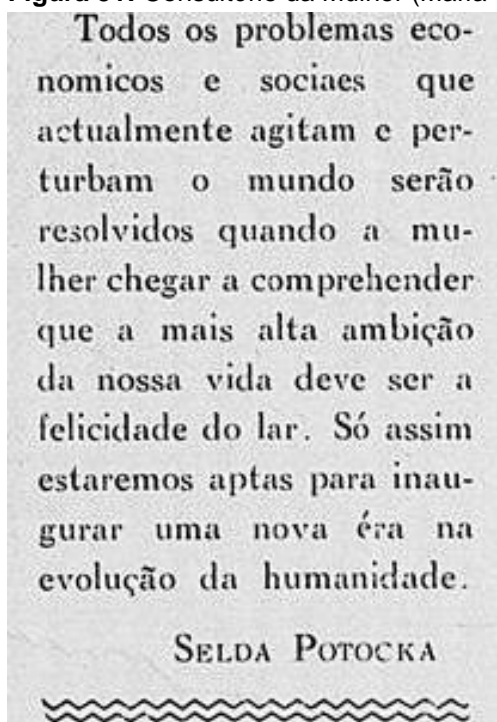 Todos os problemas eco-
nomicos e sociaes que
actualmente agitam e per-
turbam o mundo serão
resolvidos quando a mu-
lher chegar a comprehender
que a mais alta ambição
da nossa vida deve ser a
felicidade do lar. Só assim
estaremos aptas para inau-
gurar uma nova éra na
evolução da humanidade.
SELDA POTOCKA